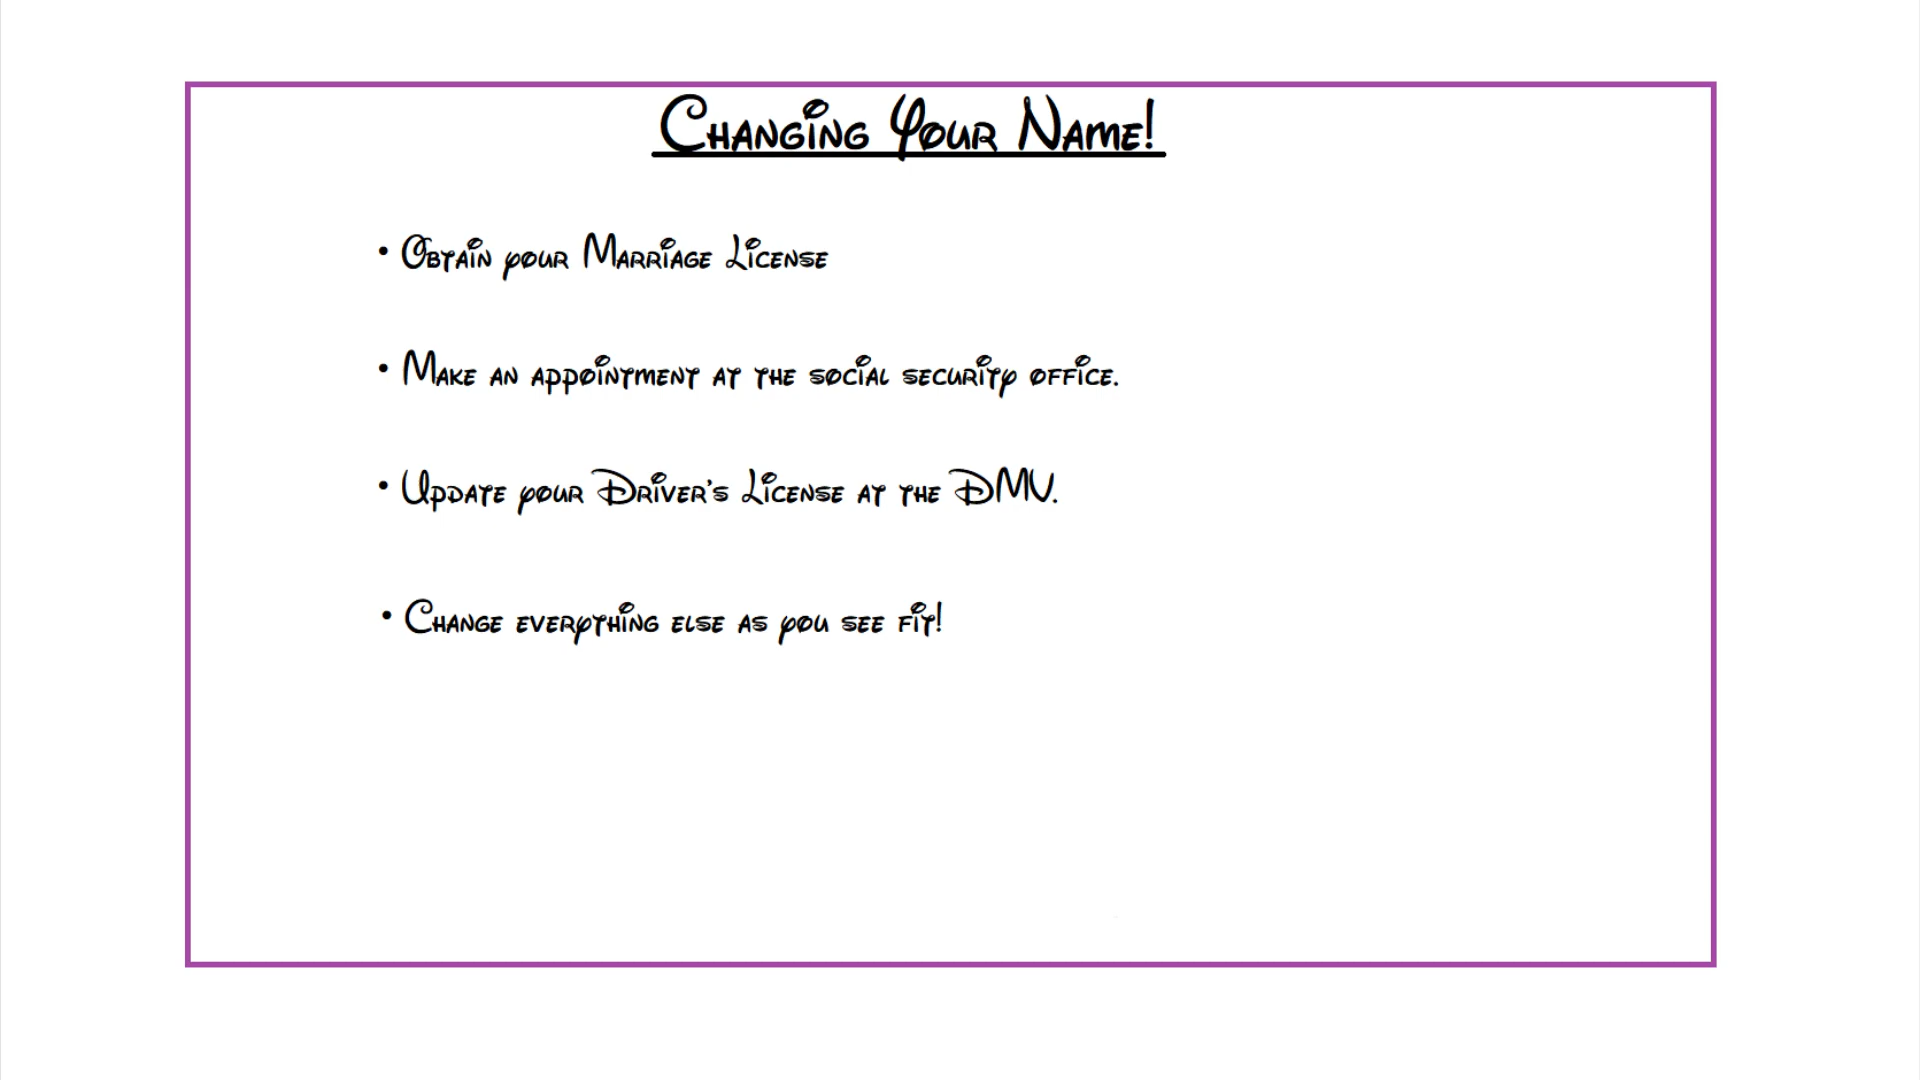 Changing Your Name!
• Obtain your Marriage License
• Make an appointment at the social security office.
• Update your Driver's License at the DMV.
• Change everything else as you see fit!